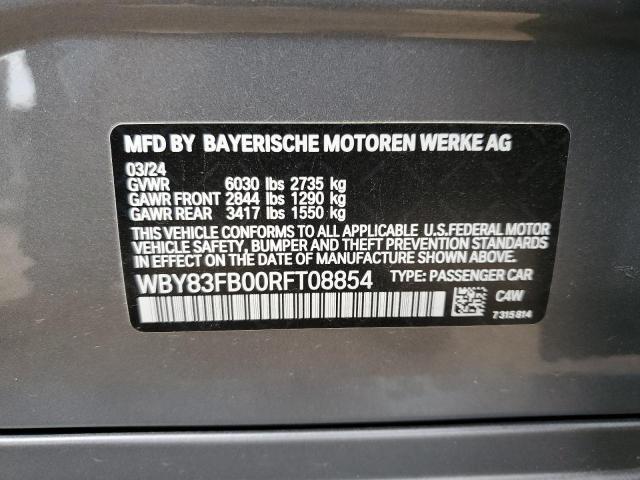 MFD BY BAYERISCHE MOTOREN WERKE AG
03/24
GVWR 6030 lbs 2735 kg
GAWR FRONT 2844 lbs 1290 kg
GAWR REAR 3417 lbs 1550 kg
THIS VEHICLE CONFORMS TO ALL APPLICABLE U.S.FEDERAL MOTOR
VEHICLE SAFETY, BUMPER AND THEFT PREVENTION STANDARDS
IN EFFECT ON THE DATE OF MANUFACTURE SHOWN ABOVE.
WBY83FB00RFT08854 TYPE: PASSENGER CAR
C4W
7315814